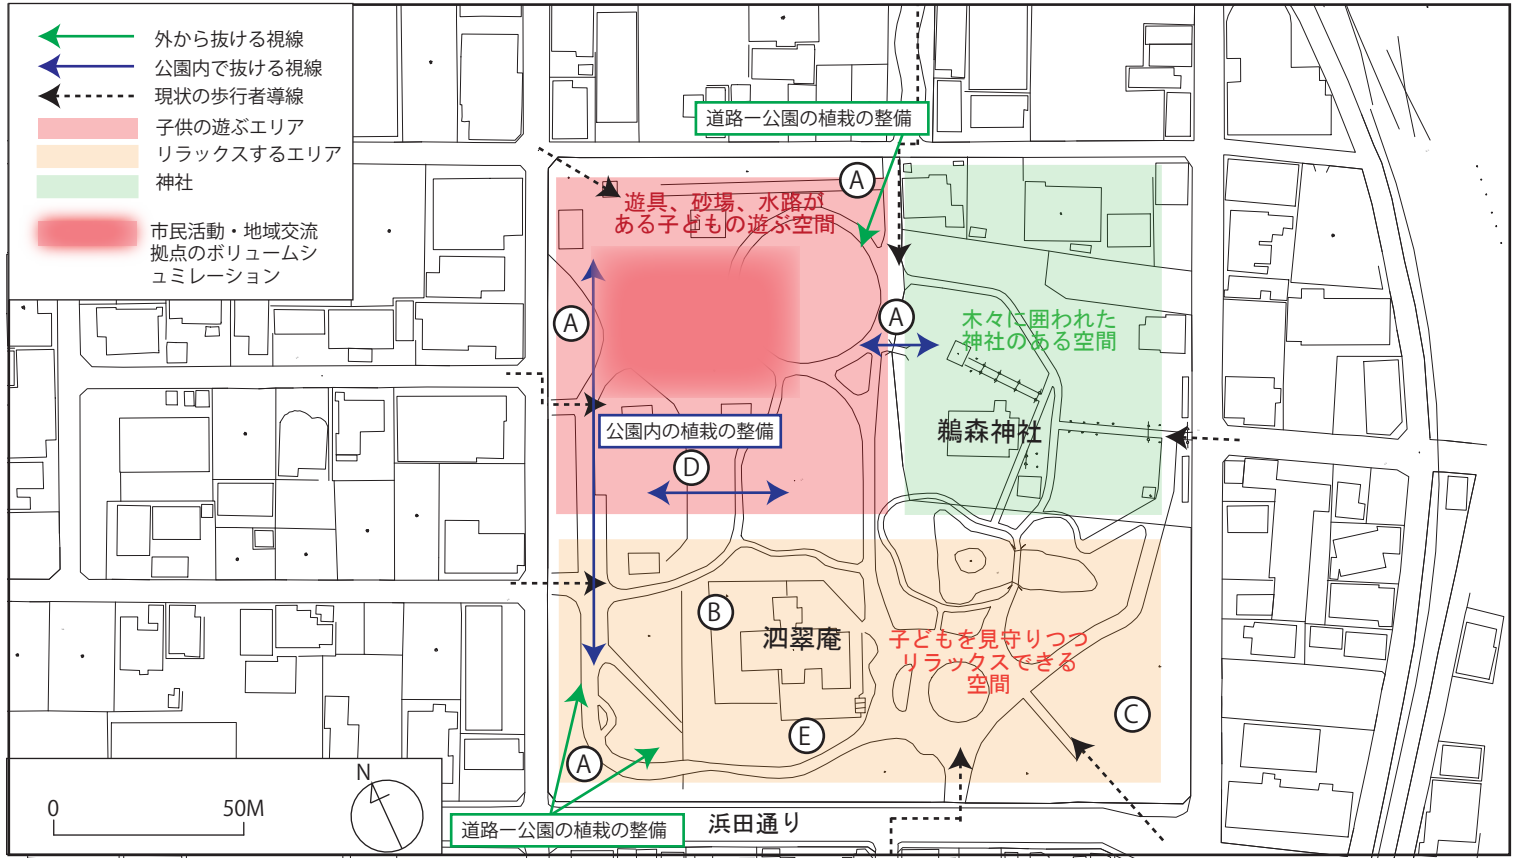 外から抜ける視線
公園内で抜ける視線
現状の歩行者導線
子供の遊ぶエリア
リラックスするエリア
神社
市民活動・地域交流
拠点のボリュームシ
ュミレーション
道路ー公園の植栽の整備
A
遊具、砂場、水路が
ある子どもの遊ぶ空間
A
A
木々に囲われた
神社のある空間
公園内の植栽の整備
鵜森神社
D
B
泗翠庵
子どもを見守りつつ
リラックスできる
空間
C
E
A
N
0 50M
道路ー公園の植栽の整備
浜田通り